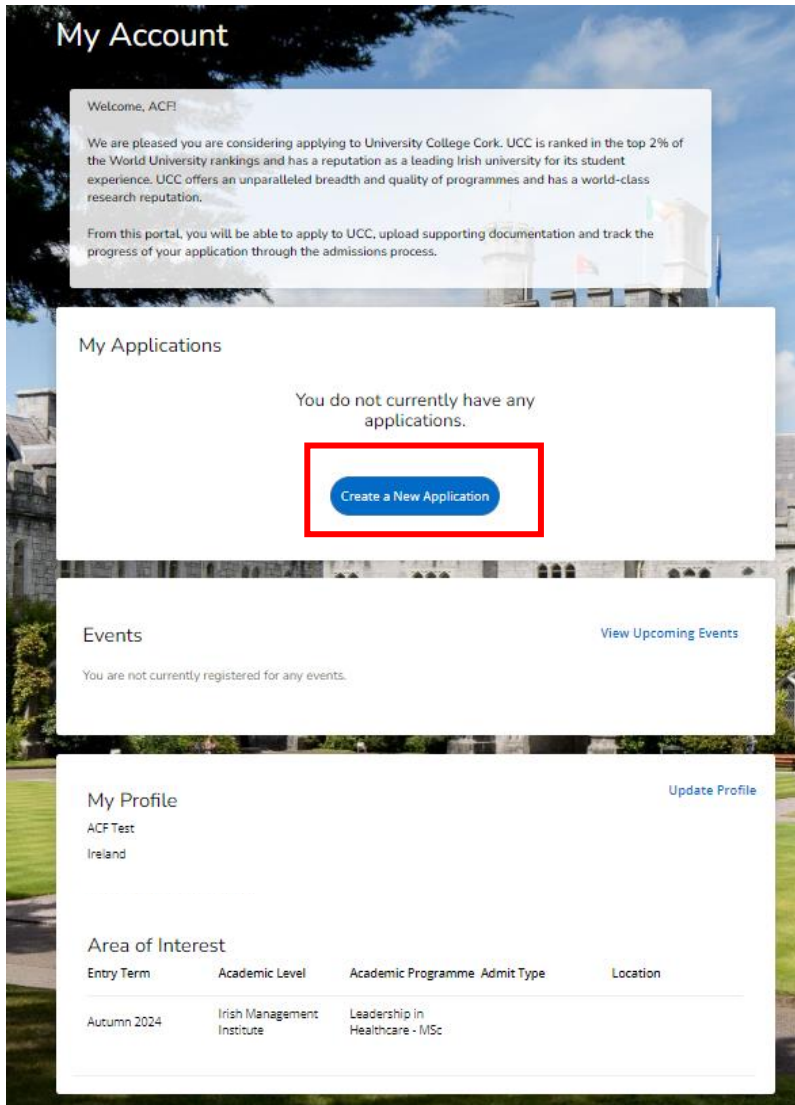 My Account
Welcome, ACF!
We are pleased you are considering applying to University College Cork. UCC is ranked in the top 2% of
the World University rankings and has a reputation as a leading Irish university for its student
experience. UCC offers an unparalleled breadth and quality of programmes and has a world-class
research reputation.
From this portal, you will be able to apply to UCC, upload supporting documentation and track the
progress of your application through the admissions process.
My Applications
You do not currently have any
applications.
Create a New Application
Events
View Upcoming Events
You are not currently registered for any events.
My Profile
Update Profile
ACF Test
Ireland
Area of Interest
Entry Term Academic Level Academic Programme Admit Type Location
Autumn 2024 Irish Management Leadership in
Institute Healthcare - MSc